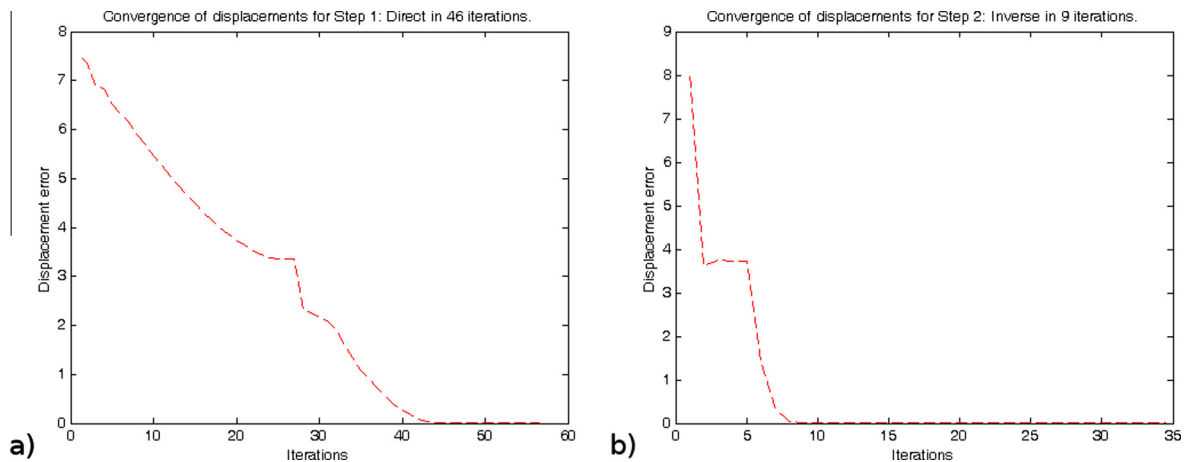 Convergence of displacements for Step 1: Direct in 46 iterations.
8
7
6
5
4
3
2
1
0
Displacement error
0 10 20 30 40 50 60
Iterations
a)
Convergence of displacements for Step 2: Inverse in 9 iterations.
9
8
7
6
5
4
3
2
1
0
Displacement error
0 5 10 15 20 25 30 35
Iterations
b)